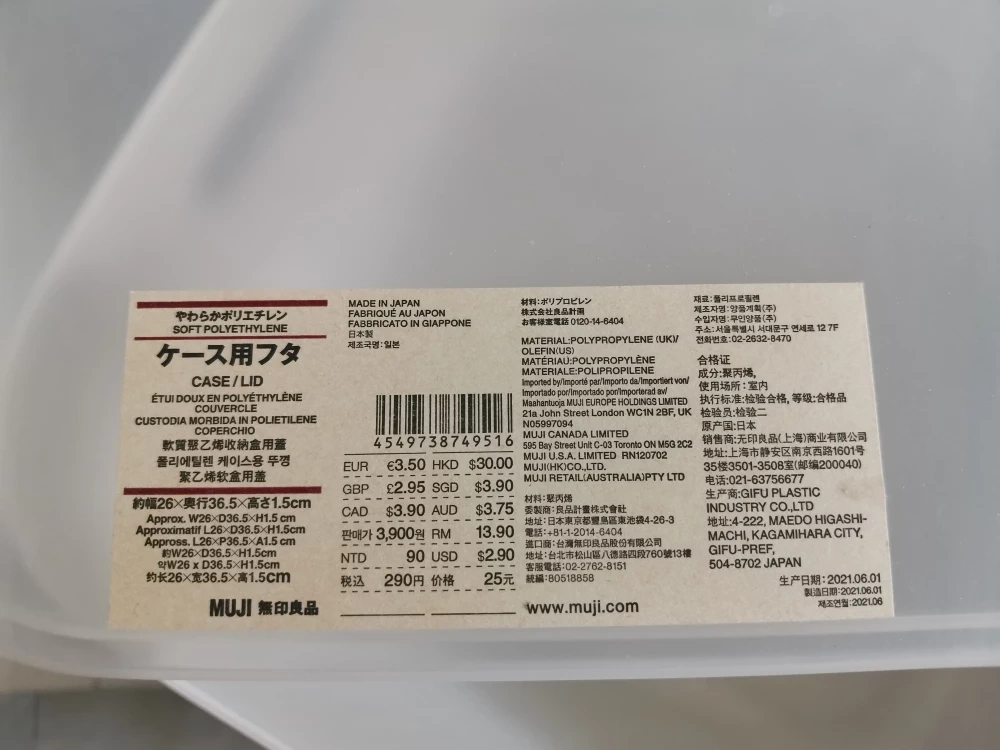 やわらかポリエチレン
SOFT POLYETHYLENE
ケース用フタ
CASE/LID
ÉTUI DOUX EN POLYÉTHYLÈNE
COUVERCLE
CUSTODIA MORBIDA IN POLIETILENE
COPERCHIO
軟質聚乙烯收納盒用蓋
폴리에틸렌 케이스용 뚜껑
聚乙烯软盒用盖
約幅26×奥行36.5×高さ1.5cm
Approx. W26×D36.5×H1.5 cm
Approximatif L26×D36.5×H1.5 cm
Appross. L26×P36.5×A1.5 cm
約W26×D36.5×H1.5cm
약W26 x D36.5×H1.5cm
约长26×宽36.5×高1.5cm
MUJI 無印良品
MADE IN JAPAN
FABRIQUÉ AU JAPON
FABBRICATO IN GIAPPONE
日本製
제조국명:일본
4549738749516
EUR €3.50 HKD $30.00
GBP £2.95 SGD $3.90
CAD $3.90 AUD $3.75
판매가 3,900원 RM 13.90
NTD 90 USD $2.90
税込 290円 价格 25元
材料:ポリプロピレン
株式会社良品計画
お客様室電話 0120-14-6404
MATERIAL:POLYPROPYLENE (UK)/
OLEFIN(US)
MATÉRIAU:POLYPROPYLÈNE
MATERIALE:POLIPROPILENE
Imported by/Importé par/Importo da/Importiert von/
Importado por/Importado por/Importerad av/
Maahantuoja MUJI EUROPE HOLDINGS LIMITED
21a John Street London WC1N 2BF, UK
N05997094
MUJI CANADA LIMITED
595 Bay Street Unit C-03 Toronto ON M5G 2C2
MUJI U.S.A. LIMITED RN120702
MUJI(HK)CO.,LTD.
MUJI RETAIL(AUSTRALIA)PTY LTD
材料:聚丙烯
委製商:良品計畫株式會社
地址:日本東京都豐島區東池袋4-26-3
電話:+81-1-2014-6404
進口商:台灣無印良品股份有限公司
地址:台北市松山區八德路四段760號13樓
客服電話:02-2762-8151
統編:80518858
www.muji.com
재료:폴리프로필렌
제조자명:양품계획(주)
수입자명:무인양품(주)
주소:서울특별시 서대문구 연세로 12 7F
전화번호:02-2632-8470
合格证
成分:聚丙烯,
使用场所:室内
执行标准:检验合格, 等级:合格品
检验员:检验二
原产国:日本
销售商:无印良品(上海)商业有限公司
地址:上海市静安区南京西路1601号
35楼3501-3508室(邮编200040)
电话:021-63756677
生产商:GIFU PLASTIC
INDUSTRY CO.,LTD
地址:4-222, MAEDO HIGASHI-
MACHI, KAGAMIHARA CITY,
GIFU-PREF,
504-8702 JAPAN
生产日期:2021.06.01
製造日期:2021.06.01
제조연월:2021.06